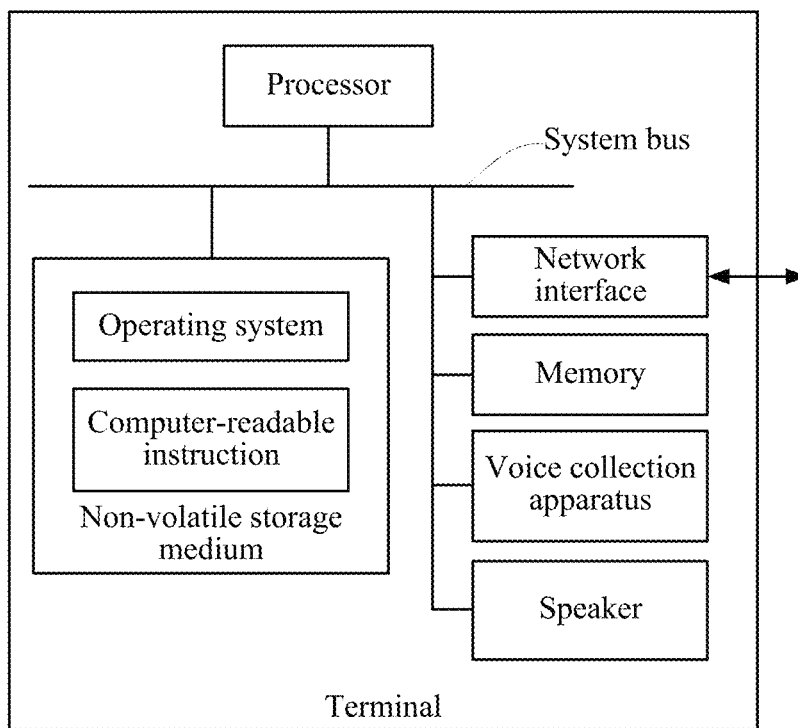 Processor
System bus
Operating system
Computer-readable
instruction
Non-volatile storage
medium
Network
interface
Memory
Voice collection
apparatus
Speaker
Terminal